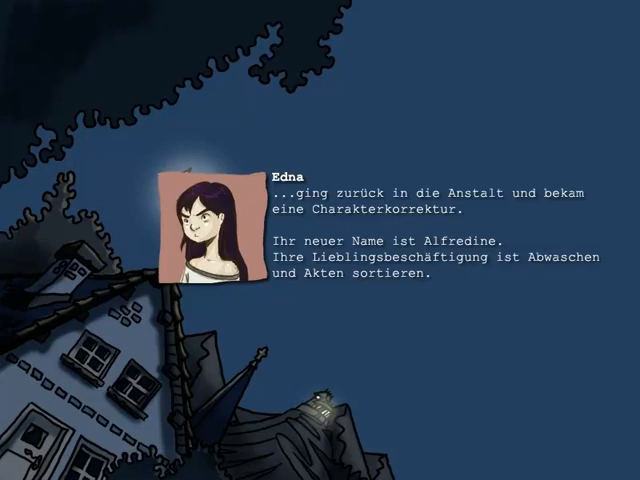 Edna
...ging zurück in die Anstalt und bekam
eine Charakterkorrektur.
Ihr neuer Name ist Alfredine.
Ihre Lieblingsbeschäftigung ist Abwaschen
und Akten sortieren.